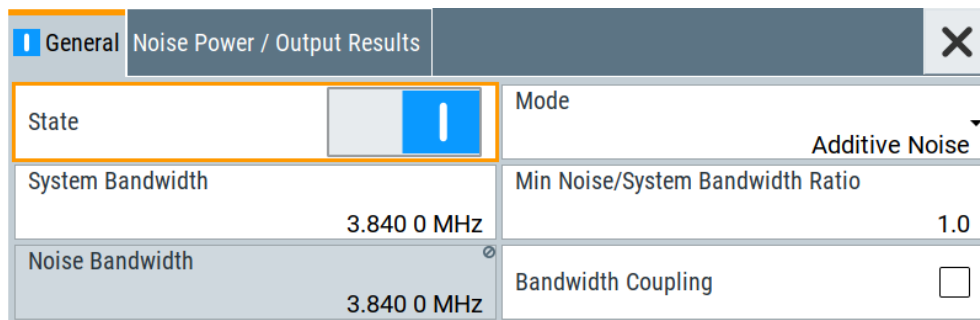 General Noise Power / Output Results
State
Mode
Additive Noise
System Bandwidth
3.840 0 MHz
Min Noise/System Bandwidth Ratio
1.0
Noise Bandwidth
3.840 0 MHz
Bandwidth Coupling